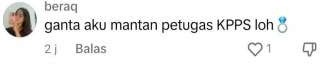 beraq
ganta aku mantan petugas KPPS loh💍
2 j Balas 1